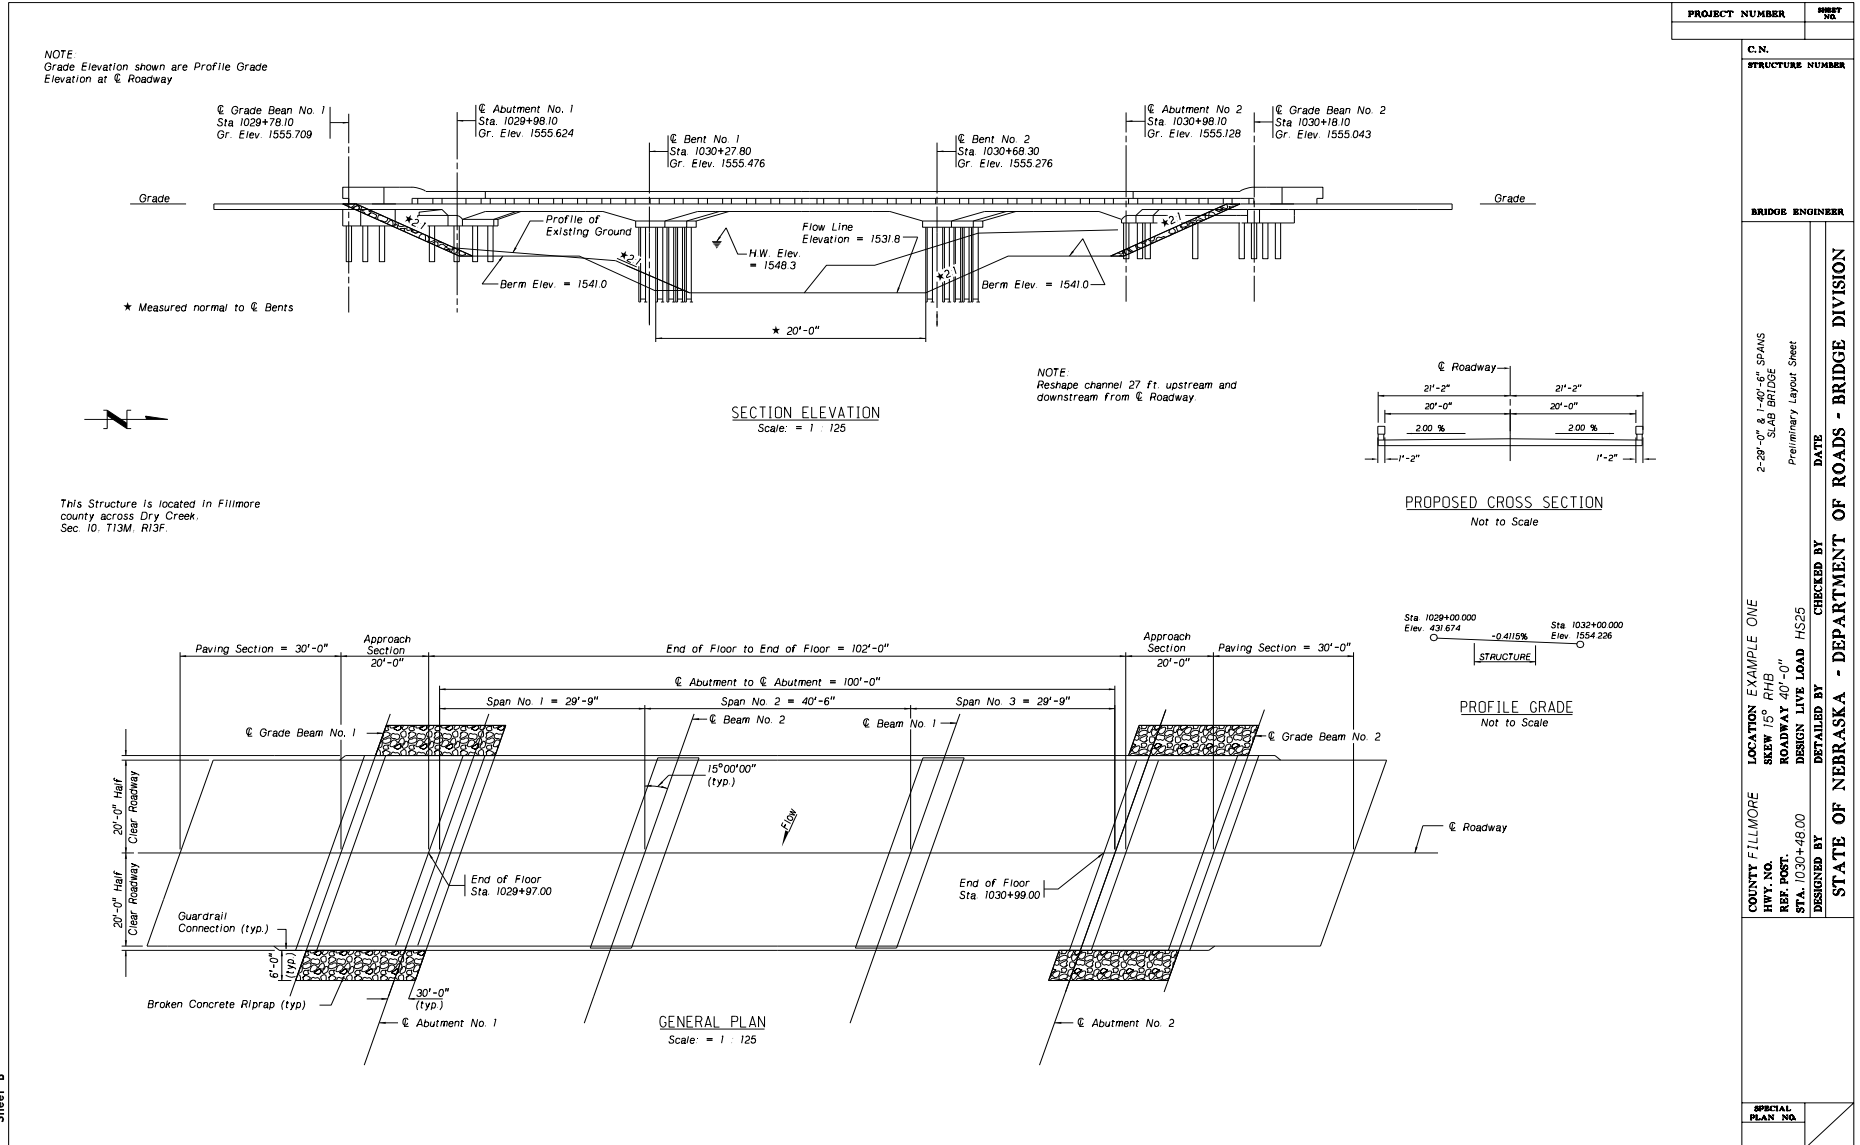 PROJECT NUMBER
SHEET
NO.
C.N.
STRUCTURE NUMBER
BRIDGE ENGINEER
NOTE:
Grade Elevation shown are Profile Grade
Elevation at ℄ Roadway
℄ Grade Bean No. 1
Sta 1029+78.10
Gr. Elev. 1555.709
℄ Abutment No. 1
Sta. 1029+98.10
Gr. Elev. 1555.624
℄ Bent No. 1
Sta. 1030+27.80
Gr. Elev. 1555.476
℄ Bent No. 2
Sta. 1030+68.30
Gr. Elev. 1555.276
℄ Abutment No 2
Sta. 1030+98.10
Gr. Elev. 1555.128
℄ Grade Bean No. 2
Sta 1030+18.10
Gr. Elev. 1555.043
Grade
Grade
★2:1
Profile of
Existing Ground
★2:1
H.W. Elev.
= 1548.3
Flow Line
Elevation = 1531.8
★2:1
★2:1
Berm Elev. = 1541.0
Berm Elev. = 1541.0
★ Measured normal to ℄ Bents
★ 20'-0"
N
SECTION ELEVATION
Scale: = 1 : 125
NOTE:
Reshape channel 27 ft. upstream and
downstream from ℄ Roadway.
℄ Roadway
21'-2"
21'-2"
20'-0"
20'-0"
2.00 %
2.00 %
1'-2"
1'-2"
PROPOSED CROSS SECTION
Not to Scale
This Structure is located in Fillmore
county across Dry Creek,
Sec. 10. T13M. R13F.
Sta. 1029+00.000
Elev. 431.674
-0.4115%
Sta. 1032+00.000
Elev. 1554.226
STRUCTURE
PROFILE GRADE
Not to Scale
Paving Section = 30'-0"
Approach
Section
20'-0"
End of Floor to End of Floor = 102'-0"
Approach
Section
20'-0"
Paving Section = 30'-0"
℄ Abutment to ℄ Abutment = 100'-0"
Span No. 1 = 29'-9"
Span No. 2 = 40'-6"
Span No. 3 = 29'-9"
℄ Grade Beam No. 1
℄ Beam No. 2
℄ Beam No. 1
℄ Grade Beam No. 2
15°00'00"
(typ.)
20'-0" Half
Clear Roadway
20'-0" Half
Clear Roadway
Flow
℄ Roadway
End of Floor
Sta. 1029+97.00
End of Floor
Sta. 1030+99.00
Guardrail
Connection (typ.)
6'-0"
(typ)
Broken Concrete Riprap (typ)
30'-0"
(typ.)
℄ Abutment No. 1
℄ Abutment No. 2
GENERAL PLAN
Scale: = 1 : 125
2-29'-0" & 1-40'-6" SPANS
SLAB BRIDGE
Preliminary Layout Sheet
COUNTY FILLMORE
LOCATION EXAMPLE ONE
HWY. NO.
SKEW 15° RHB
REF. POST.
ROADWAY 40'-0"
STA. 1030+48.00
DESIGN LIVE LOAD HS25
DESIGNED BY
DETAILED BY
CHECKED BY
DATE
STATE OF NEBRASKA - DEPARTMENT OF ROADS - BRIDGE DIVISION
SPECIAL
PLAN NO.